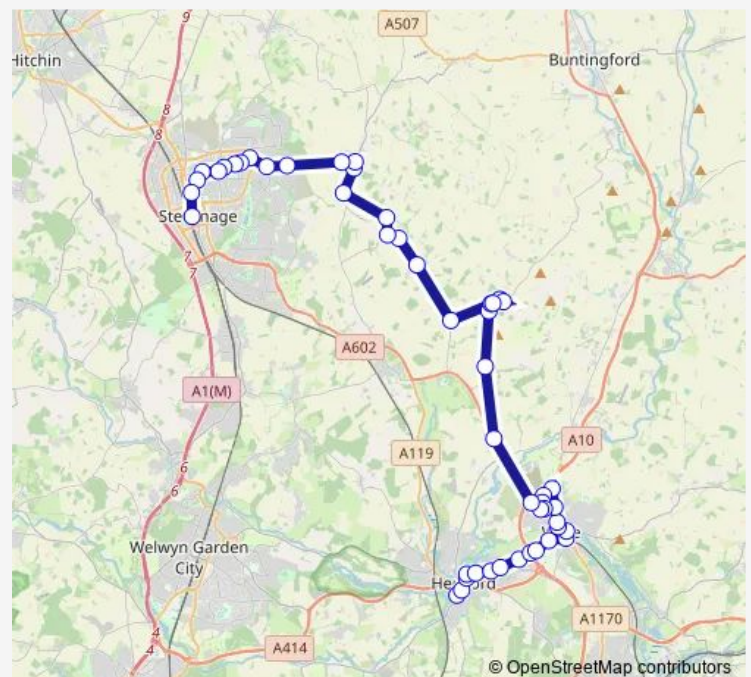 A507
9
Hitchin
Buntingford
8
8
Stevenage
7
7
A602
A1(M)
A10
A119
6
6
Welwyn Garden
City
Hertford
A1170
4
4
A414
© OpenStreetMap contributors